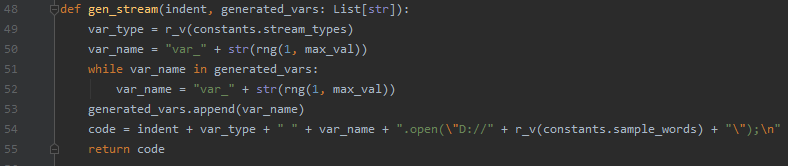 48 def gen_stream(indent, generated_vars: List[str]):
49 var_type = r_v(constants.stream_types)
50 var_name = "var_" + str(rng(1, max_val))
51 while var_name in generated_vars:
52 var_name = "var_" + str(rng(1, max_val))
53 generated_vars.append(var_name)
54 code = indent + var_type + " " + var_name + ".open(\"D://" + r_v(constants.sample_words) + "\");\n"
55 return code